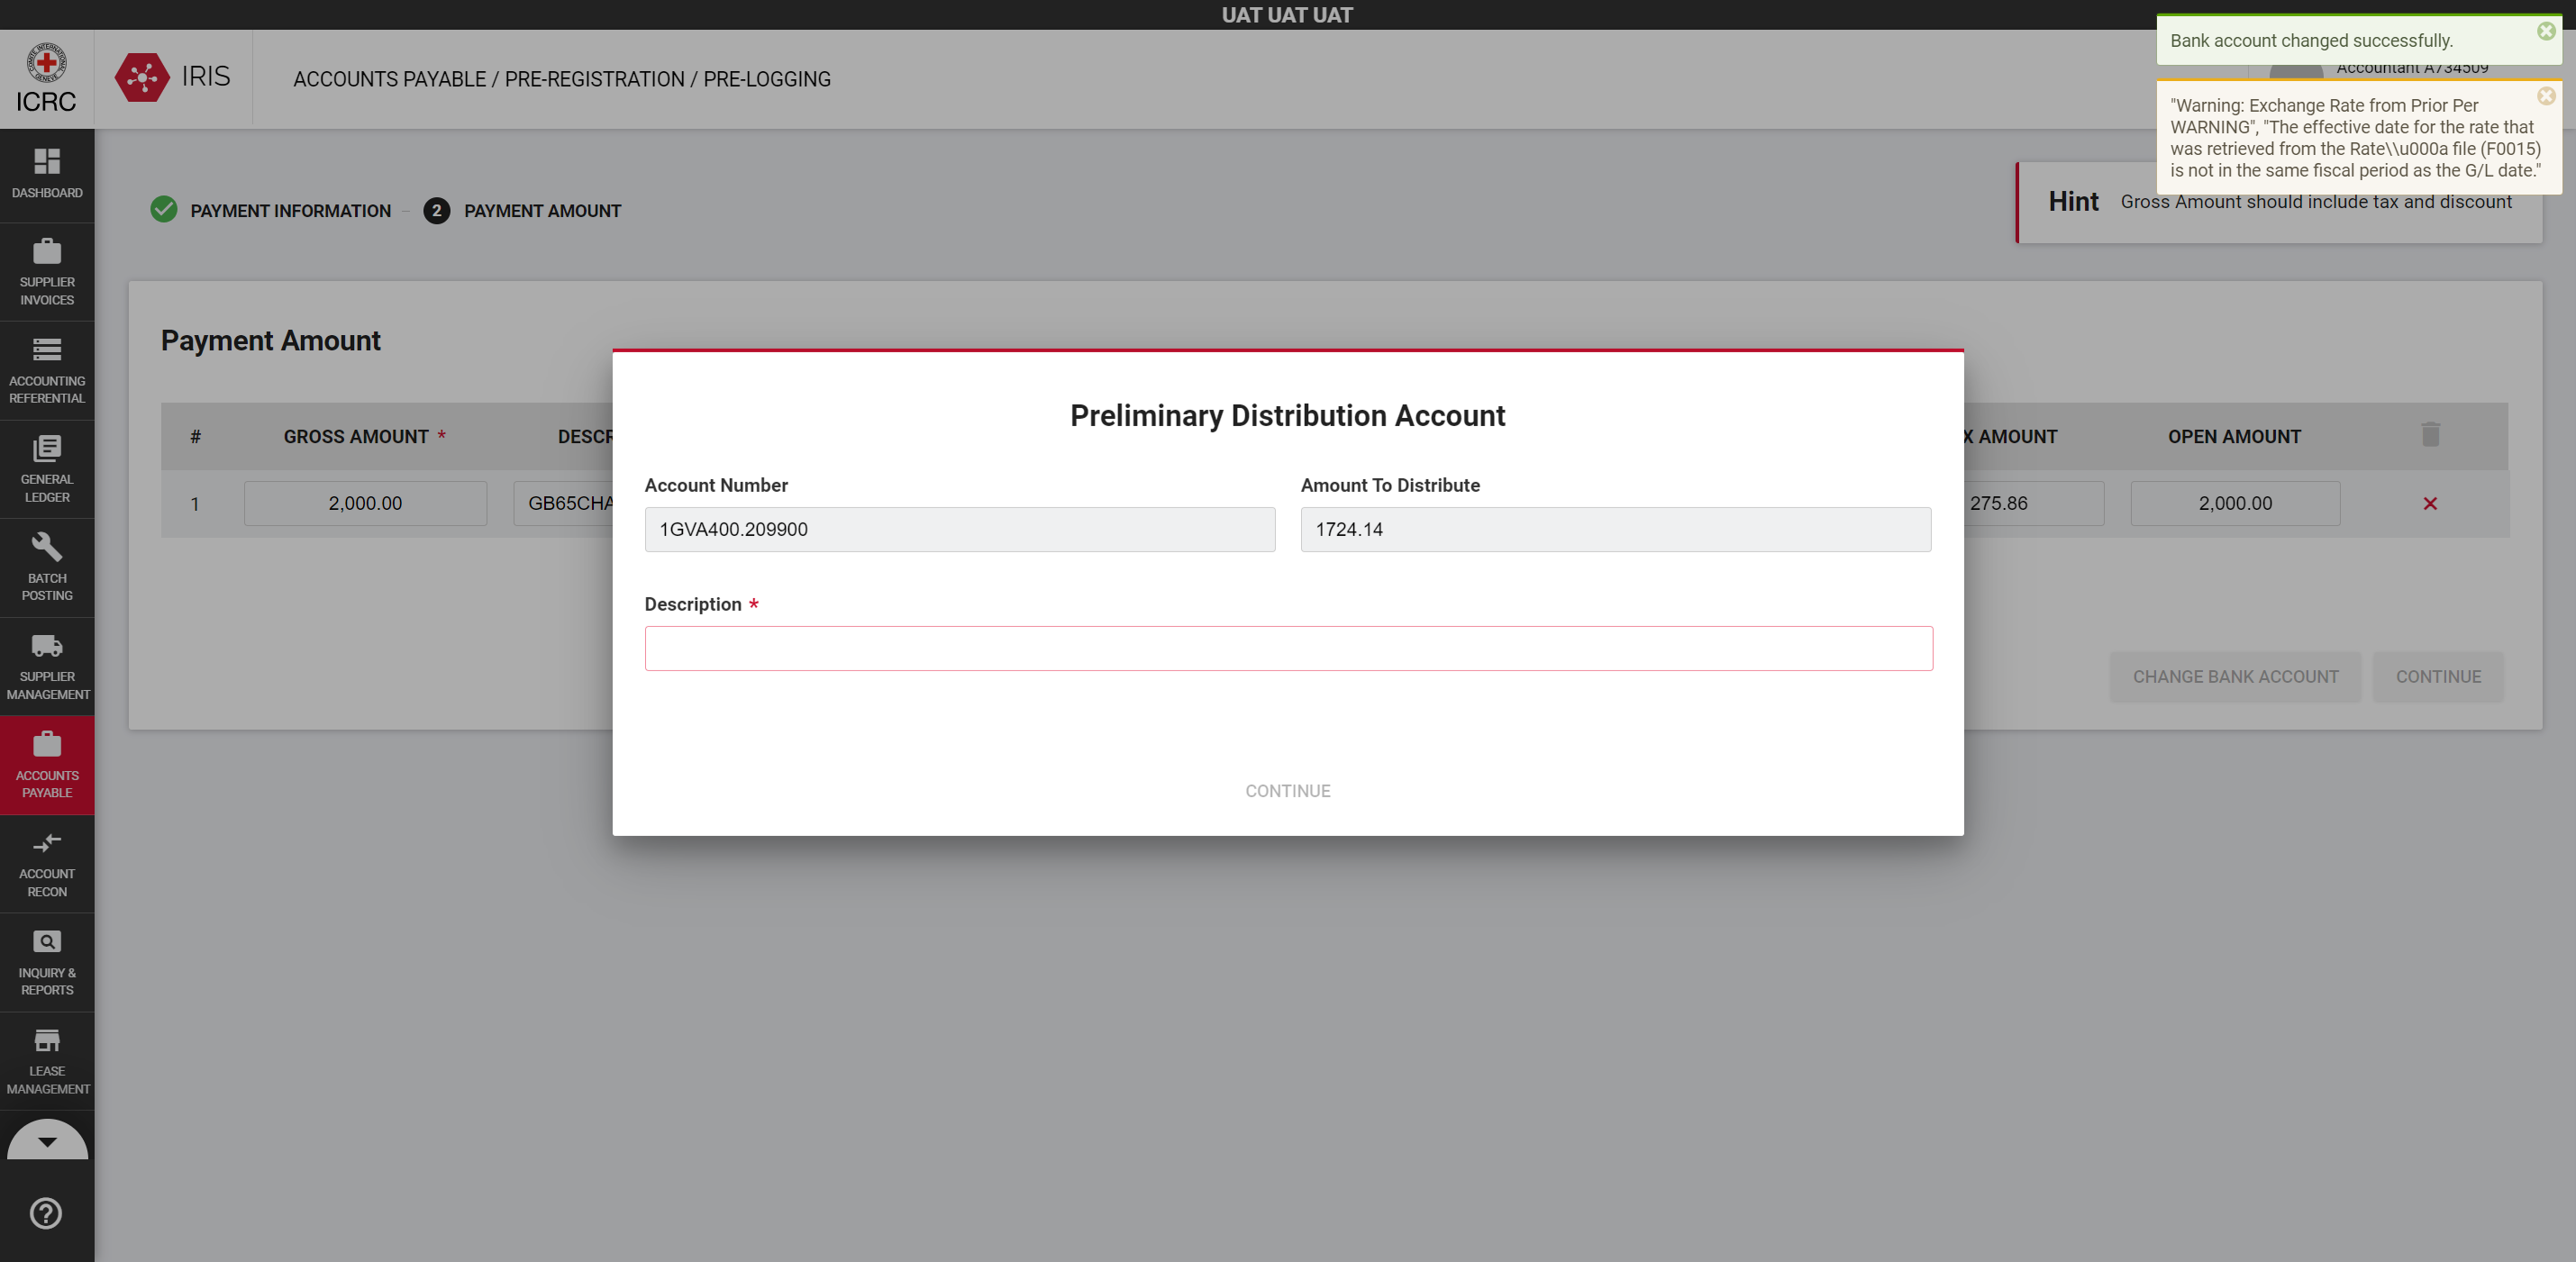 UAT UAT UAT
ICRC
IRIS
ACCOUNTS PAYABLE / PRE-REGISTRATION / PRE-LOGGING
Bank account changed successfully.
Accountant A734509
"Warning: Exchange Rate from Prior Per
WARNING", "The effective date for the rate that
was retrieved from the Rate\\u000a file (F0015)
is not in the same fiscal period as the G/L date."
DASHBOARD
SUPPLIER
INVOICES
ACCOUNTING
REFERENTIAL
GENERAL
LEDGER
BATCH
POSTING
SUPPLIER
MANAGEMENT
ACCOUNTS
PAYABLE
ACCOUNT
RECON
INQUIRY &
REPORTS
LEASE
MANAGEMENT
PAYMENT INFORMATION
2 PAYMENT AMOUNT
Hint Gross Amount should include tax and discount
Payment Amount
# GROSS AMOUNT * DESCR X AMOUNT OPEN AMOUNT
1 2,000.00 GB65CHA 275.86 2,000.00
CHANGE BANK ACCOUNT CONTINUE
Preliminary Distribution Account
Account Number Amount To Distribute
1GVA400.209900 1724.14
Description *
CONTINUE